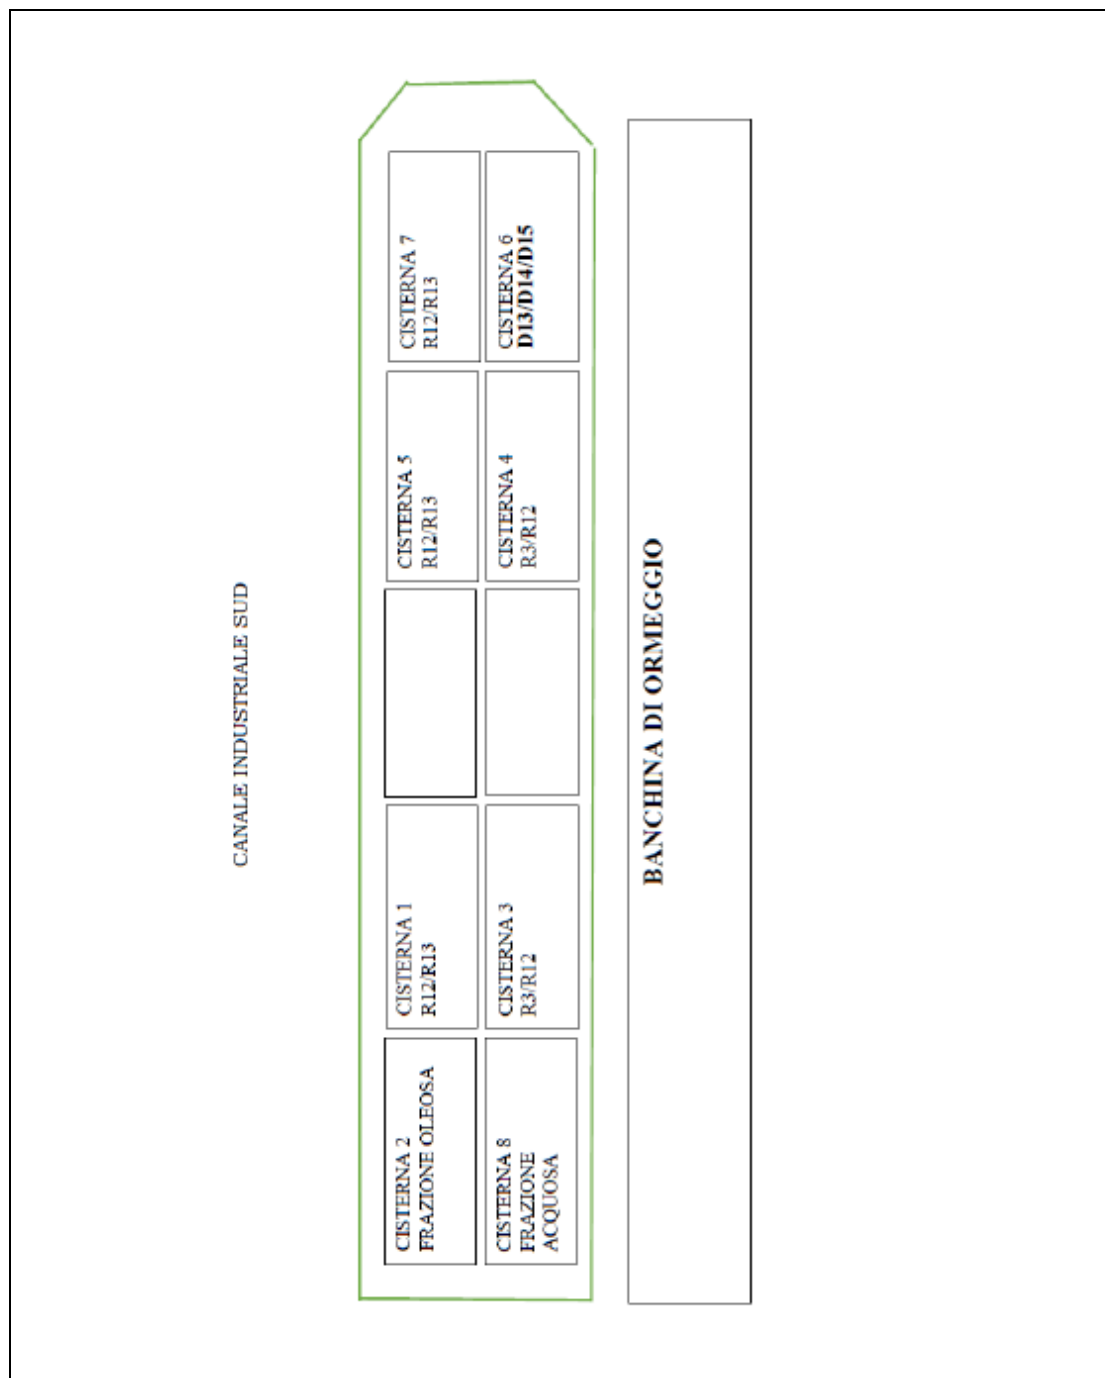 CANALE INDUSTRIALE SUD
CISTERNA 2
FRAZIONE OLEOSA
CISTERNA 1
R12/R13
CISTERNA 5
R12/R13
CISTERNA 7
R12/R13
CISTERNA 8
FRAZIONE
ACQUOSA
CISTERNA 3
R3/R12
CISTERNA 4
R3/R12
CISTERNA 6
D13/D14/D15
BANCHINA DI ORMEGGIO